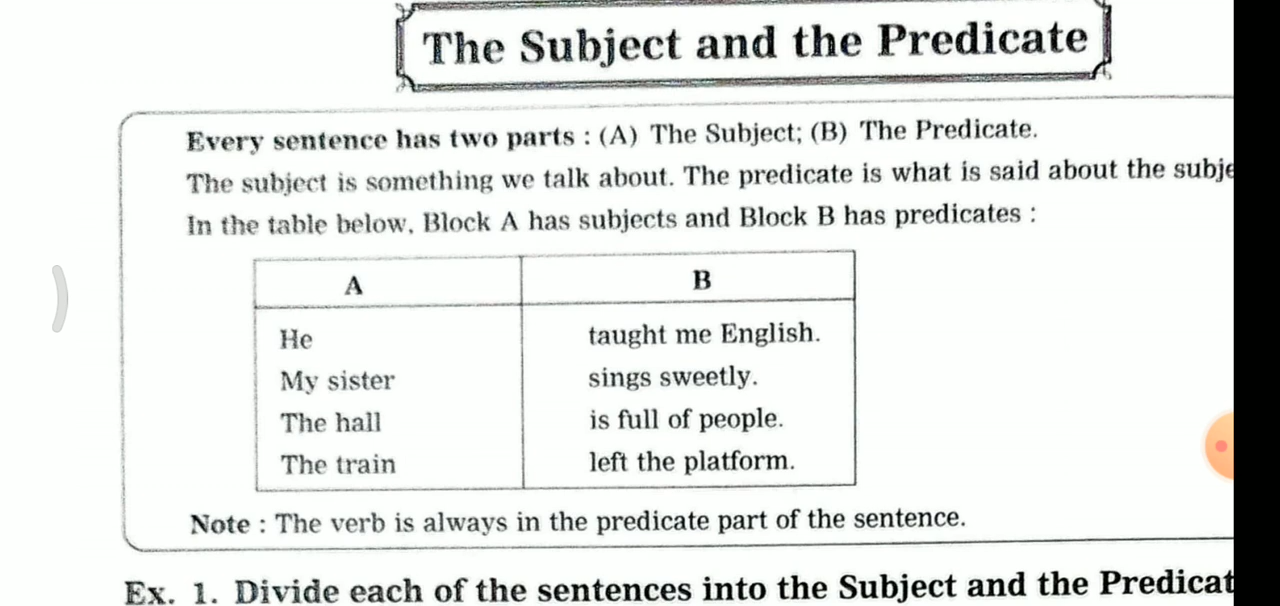 The Subject and the Predicate
Every sentence has two parts : (A) The Subject; (B) The Predicate.
The subject is something we talk about. The predicate is what is said about the subje
In the table below, Block A has subjects and Block B has predicates :
A B
He taught me English.
My sister sings sweetly.
The hall is full of people.
The train left the platform.
Note : The verb is always in the predicate part of the sentence.
Ex. 1. Divide each of the sentences into the Subject and the Predicat